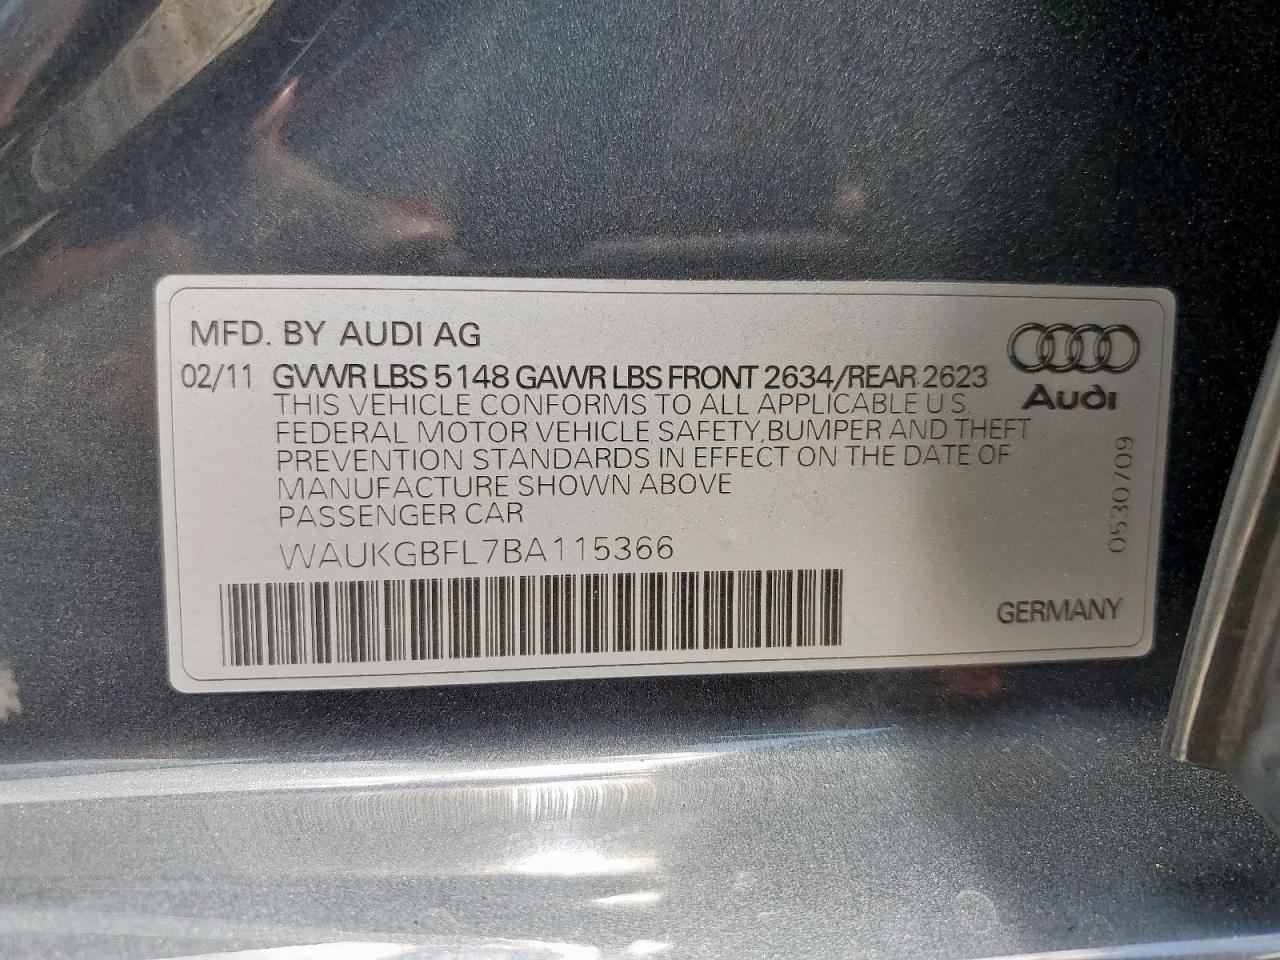 MFD. BY AUDI AG
02/11 GVWR LBS 5148 GAWR LBS FRONT 2634/REAR 2623
THIS VEHICLE CONFORMS TO ALL APPLICABLE U.S.
FEDERAL MOTOR VEHICLE SAFETY,BUMPER AND THEFT
PREVENTION STANDARDS IN EFFECT ON THE DATE OF
MANUFACTURE SHOWN ABOVE
PASSENGER CAR
WAUKGBFL7BA115366
Audi
0530709
GERMANY